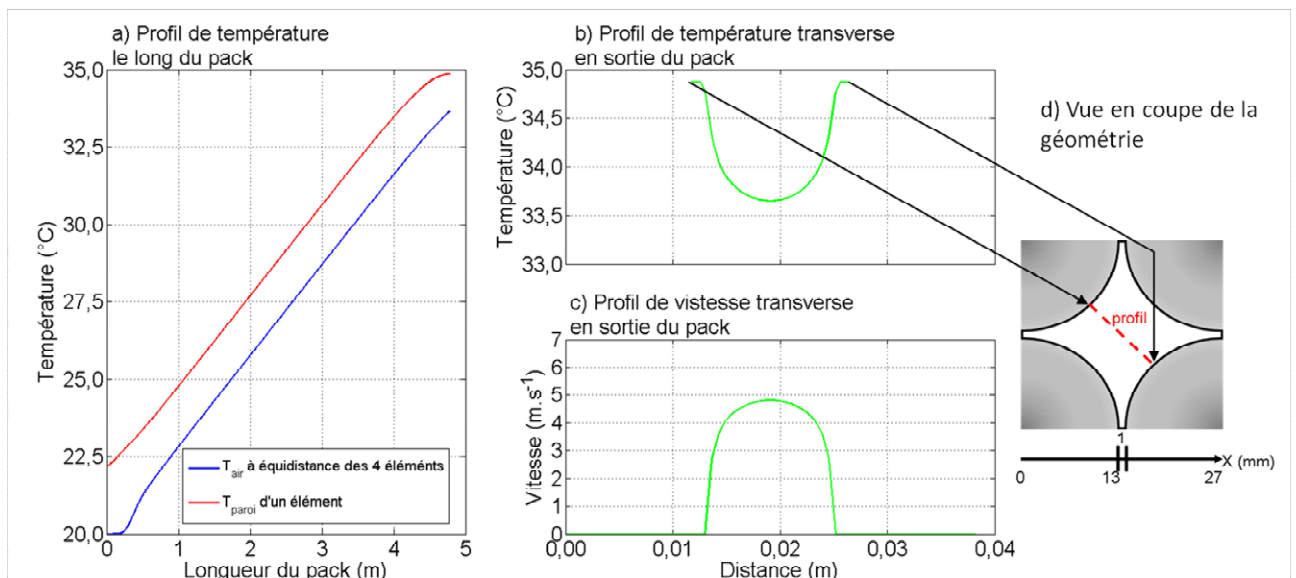 a) Profil de température
le long du pack
35,0
32,5
30,0
27,5
25,0
22,5
20,0
Température (°C)
T air à équidistance des 4 éléments
T paroi d'un élément
0
1
2
3
4
5
Longueur du pack (m)
b) Profil de température transverse
en sortie du pack
35,0
34,5
34,0
33,5
33,0
Température (°C)
c) Profil de vistesse transverse
en sortie du pack
7
6
5
4
3
2
1
0
Vitesse (m.s-1)
0,00
0,01
0,02
0,03
0,04
Distance (m)
d) Vue en coupe de la
géométrie
profil
1
X (mm)
0
13
27